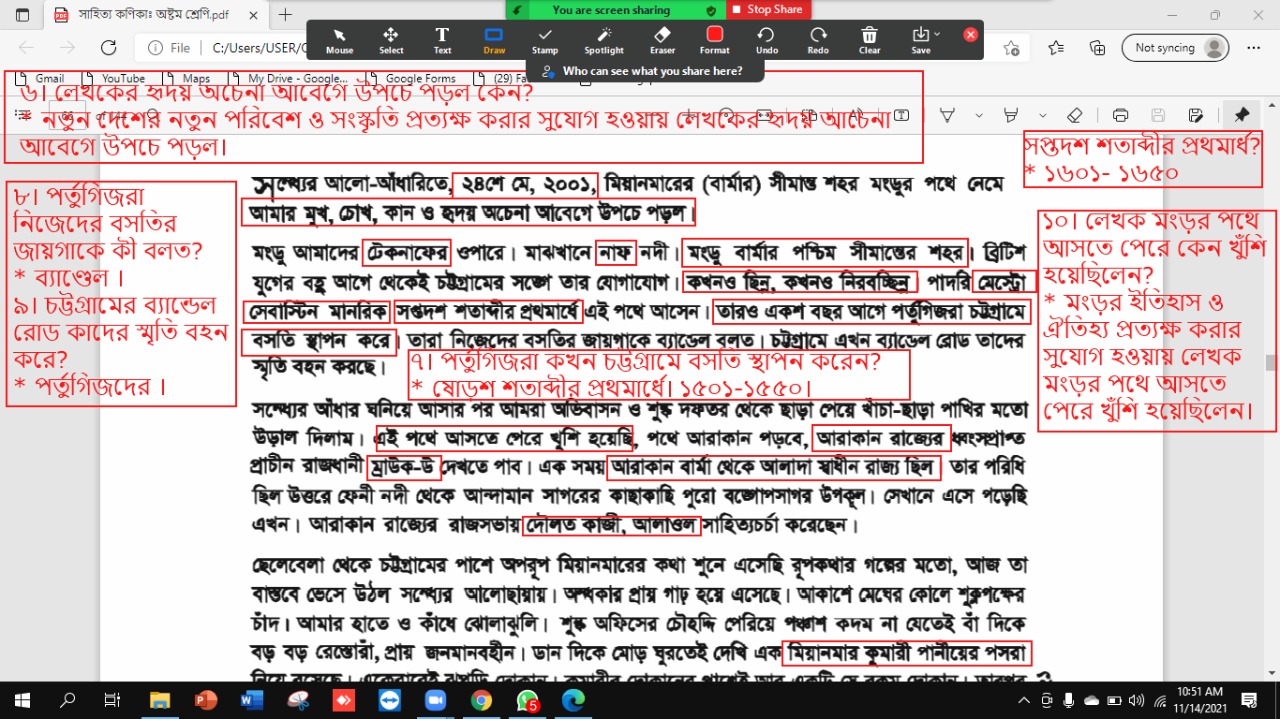 সাহিত্য কণিকাঃ অষ্টম শ্রেণি.pdf
You are screen sharing
Stop Share
Mouse Select Text Draw Stamp Spotlight Eraser Format Undo Redo Clear Save
Who can see what you share here?
File C:/Users/USER/
Not syncing
Gmail YouTube Maps My Drive - Google... Google Forms
৬। লেখকের হৃদয় অচেনা আবেগে উপচে পড়ল কেন?
* নতুন দেশের নতুন পরিবেশ ও সংস্কৃতি প্রত্যক্ষ করার সুযোগ হওয়ায় লেখকের হৃদয় আচেনা
আবেগে উপচে পড়ল।
সপ্তদশ শতাব্দীর প্রথমার্ধ?
* ১৬০১- ১৬৫০
৮। পর্তুগিজরা
নিজেদের বসতির
জায়গাকে কী বলত?
* ব্যাণ্ডেল ।
৯। চট্টগ্রামের ব্যান্ডেল
রোড কাদের স্মৃতি বহন
করে?
* পর্তুগিজদের ।
সন্ধ্যের আলো-আঁধারিতে, ২৪শে মে, ২০০১, মিয়ানমারের (বার্মার) সীমান্ত শহর মংডুর পথে নেমে
আমার মুখ, চোখ, কান ও হৃদয় অচেনা আবেগে উপচে পড়ল।
মংডু আমাদের টেকনাফের ওপারে। মাঝখানে নাফ নদী। মংডু বার্মার পশ্চিম সীমান্তের শহর। ব্রিটিশ
যুগের বহু আগে থেকেই চট্টগ্রামের সঙ্গে তার যোগাযোগ। কখনও ছিন্ন, কখনও নিরবচ্ছিন্ন। পাদরি মেস্ট্রো
সেবাস্টিন মানরিক সপ্তদশ শতাব্দীর প্রথমার্ধে এই পথে আসেন। তারও একশ বছর আগে পর্তুগিজরা চট্টগ্রামে
বসতি স্থাপন করে। তারা নিজেদের বসতির জায়গাকে ব্যান্ডেল বলত। চট্টগ্রামে এখন ব্যান্ডেল রোড তাদের
স্মৃতি বহন করছে।
৭। পর্তুগিজরা কখন চট্টগ্রামে বসতি স্থাপন করেন?
* ষোড়শ শতাব্দীর প্রথমার্ধে। ১৫০১-১৫৫০।
১০। লেখক মংডুর পথে
আসতে পেরে কেন খুঁশি
হয়েছিলেন?
* মংডুর ইতিহাস ও
ঐতিহ্য প্রত্যক্ষ করার
সুযোগ হওয়ায় লেখক
মংডুর পথে আসতে
পেরে খুঁশি হয়েছিলেন।
সন্ধ্যের আঁধার ঘনিয়ে আসার পর আমরা অভিবাসন ও শুল্ক দফতর থেকে ছাড়া পেয়ে খাঁচা-ছাড়া পাখির মতো
উড়াল দিলাম। এই পথে আসতে পেরে খুশি হয়েছি, পথে আরাকান পড়বে, আরাকান রাজ্যের ধ্বংসপ্রাপ্ত
প্রাচীন রাজধানী ম্রাউক-উ দেখতে পাব। এক সময় আরাকান বার্মা থেকে আলাদা স্বাধীন রাজ্য ছিল। তার পরিধি
ছিল উত্তরে ফেনী নদী থেকে আন্দামান সাগরের কাছাকাছি পুরো বঙ্গোপসাগর উপকূল। সেখানে এসে পড়েছি
এখন। আরাকান রাজ্যের রাজসভায় দৌলত কাজী, আলাওল সাহিত্যচর্চা করেছেন।
ছেলেবেলা থেকে চট্টগ্রামের পাশে অপরূপ মিয়ানমারের কথা শুনে এসেছি রূপকথার গল্পের মতো, আজ তা
বাস্তবে ভেসে উঠল সন্ধ্যের আলোছায়ায়। অন্ধকার প্রায় গাঢ় হয়ে এসেছে। আকাশে মেঘের কোলে শুক্লপক্ষের
চাঁদ। আমার হাতে ও কাঁধে ঝোলাঝুলি। শুল্ক অফিসের চৌহদ্দি পেরিয়ে পঞ্চাশ কদম না যেতেই বাঁ দিকে
বড় বড় রেস্তোরাঁ, প্রায় জনমানবহীন। ডান দিকে মোড় ঘুরতেই দেখি এক মিয়ানমার কুমারী পানীয়ের পসরা
10:51 AM
11/14/2021